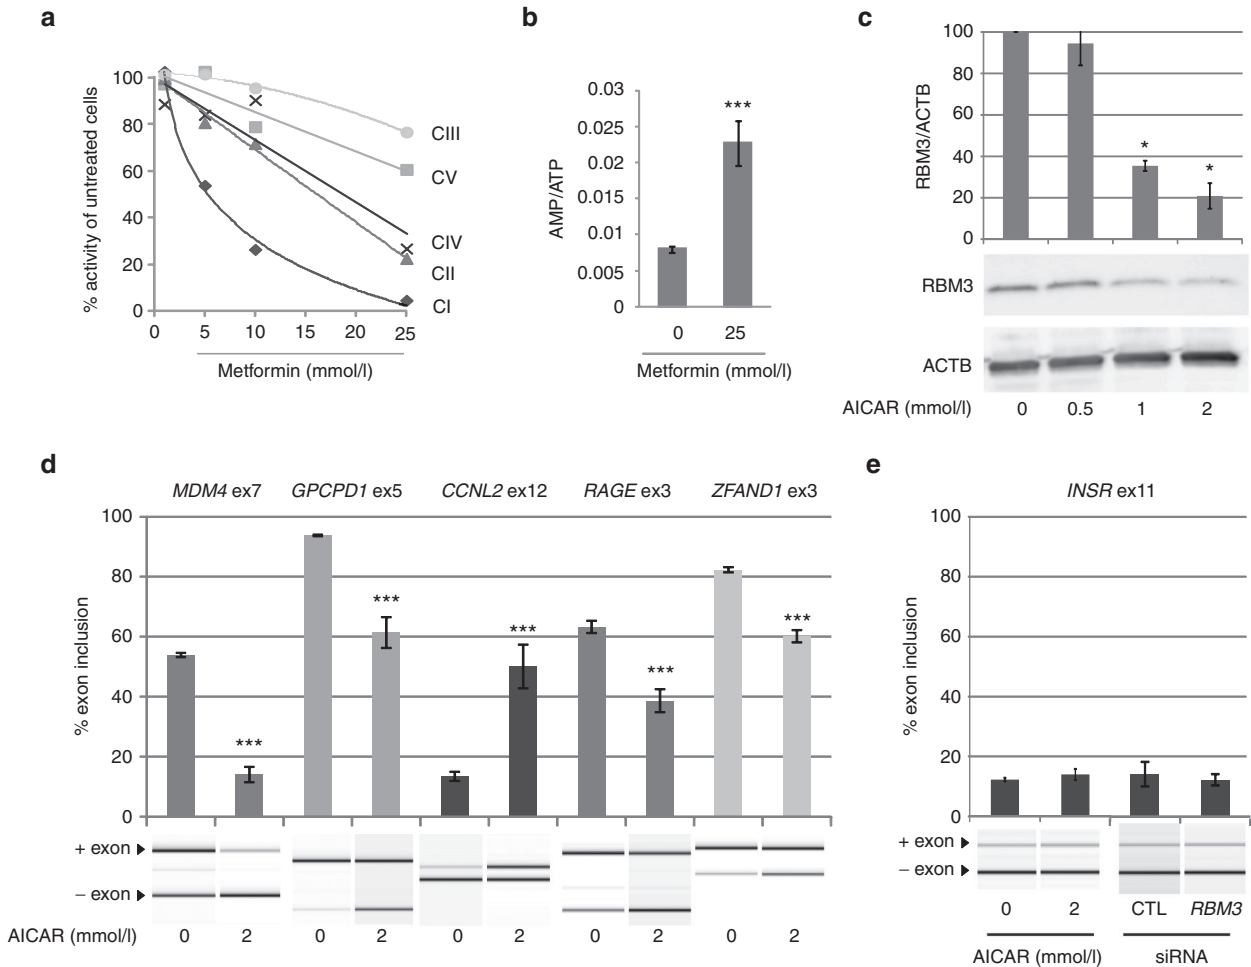 a
% activity of untreated cells
100
80
60
40
20
0
0 5 10 15 20 25
Metformin (mmol/l)
CIII
CV
CIV
CII
CI
b
AMP/ATP
0.03
0.025
0.02
0.015
0.01
0.005
0
***
0 25
Metformin (mmol/l)
c
RBM3/ACTB
100
80
60
40
20
0
* *
RBM3
ACTB
AICAR (mmol/l) 0 0.5 1 2
d
MDM4 ex7 GPCPD1 ex5 CCNL2 ex12 RAGE ex3 ZFAND1 ex3
% exon inclusion
100
80
60
40
20
0
*** *** *** *** ***
+ exon
− exon
AICAR (mmol/l) 0 2 0 2 0 2 0 2 0 2
e
INSR ex11
% exon inclusion
100
80
60
40
20
0
+ exon
− exon
0 2 CTL RBM3
AICAR (mmol/l) siRNA